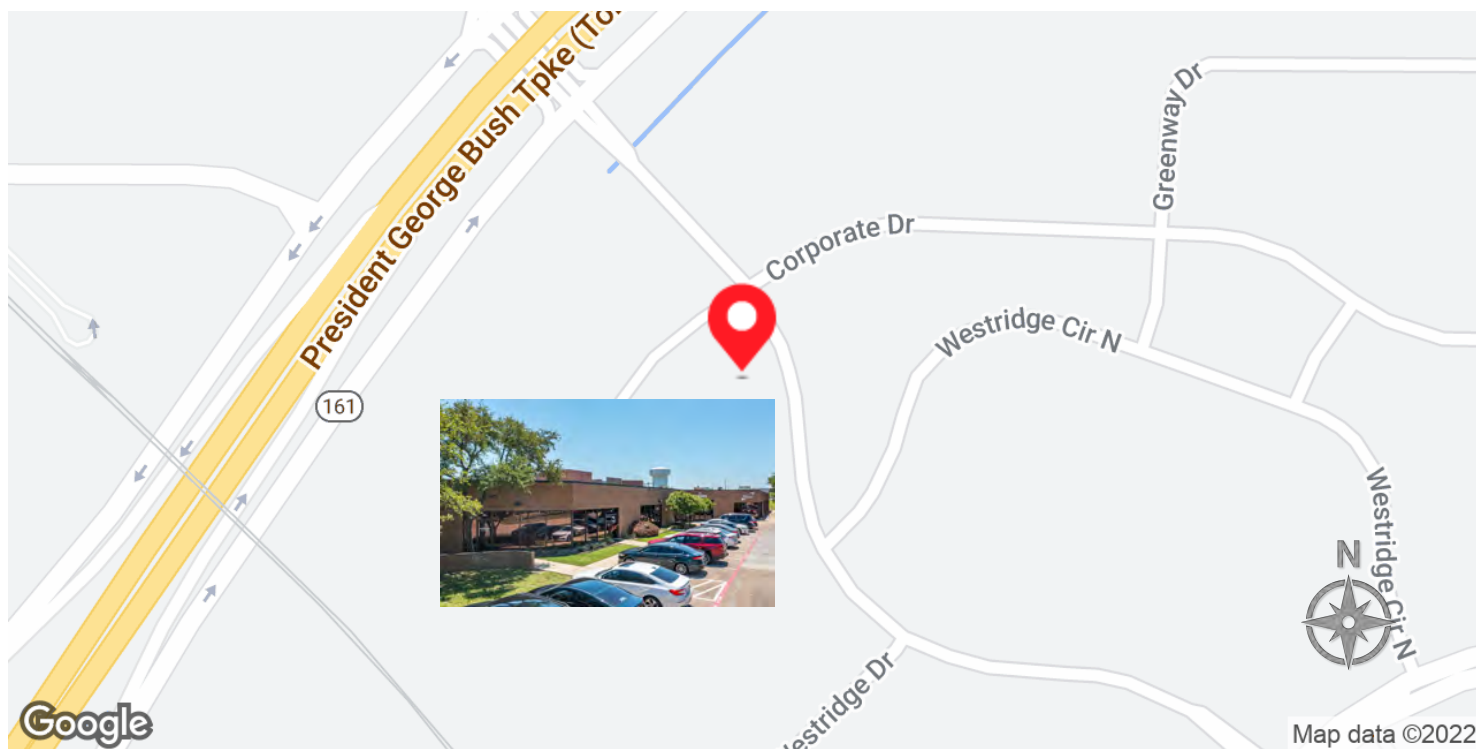 President George Bush Tpke (To
Greenway Dr
Corporate Dr
Westridge Cir N
161
Westridge Cir N
N
estridge Dr
Google
Map data ©2022